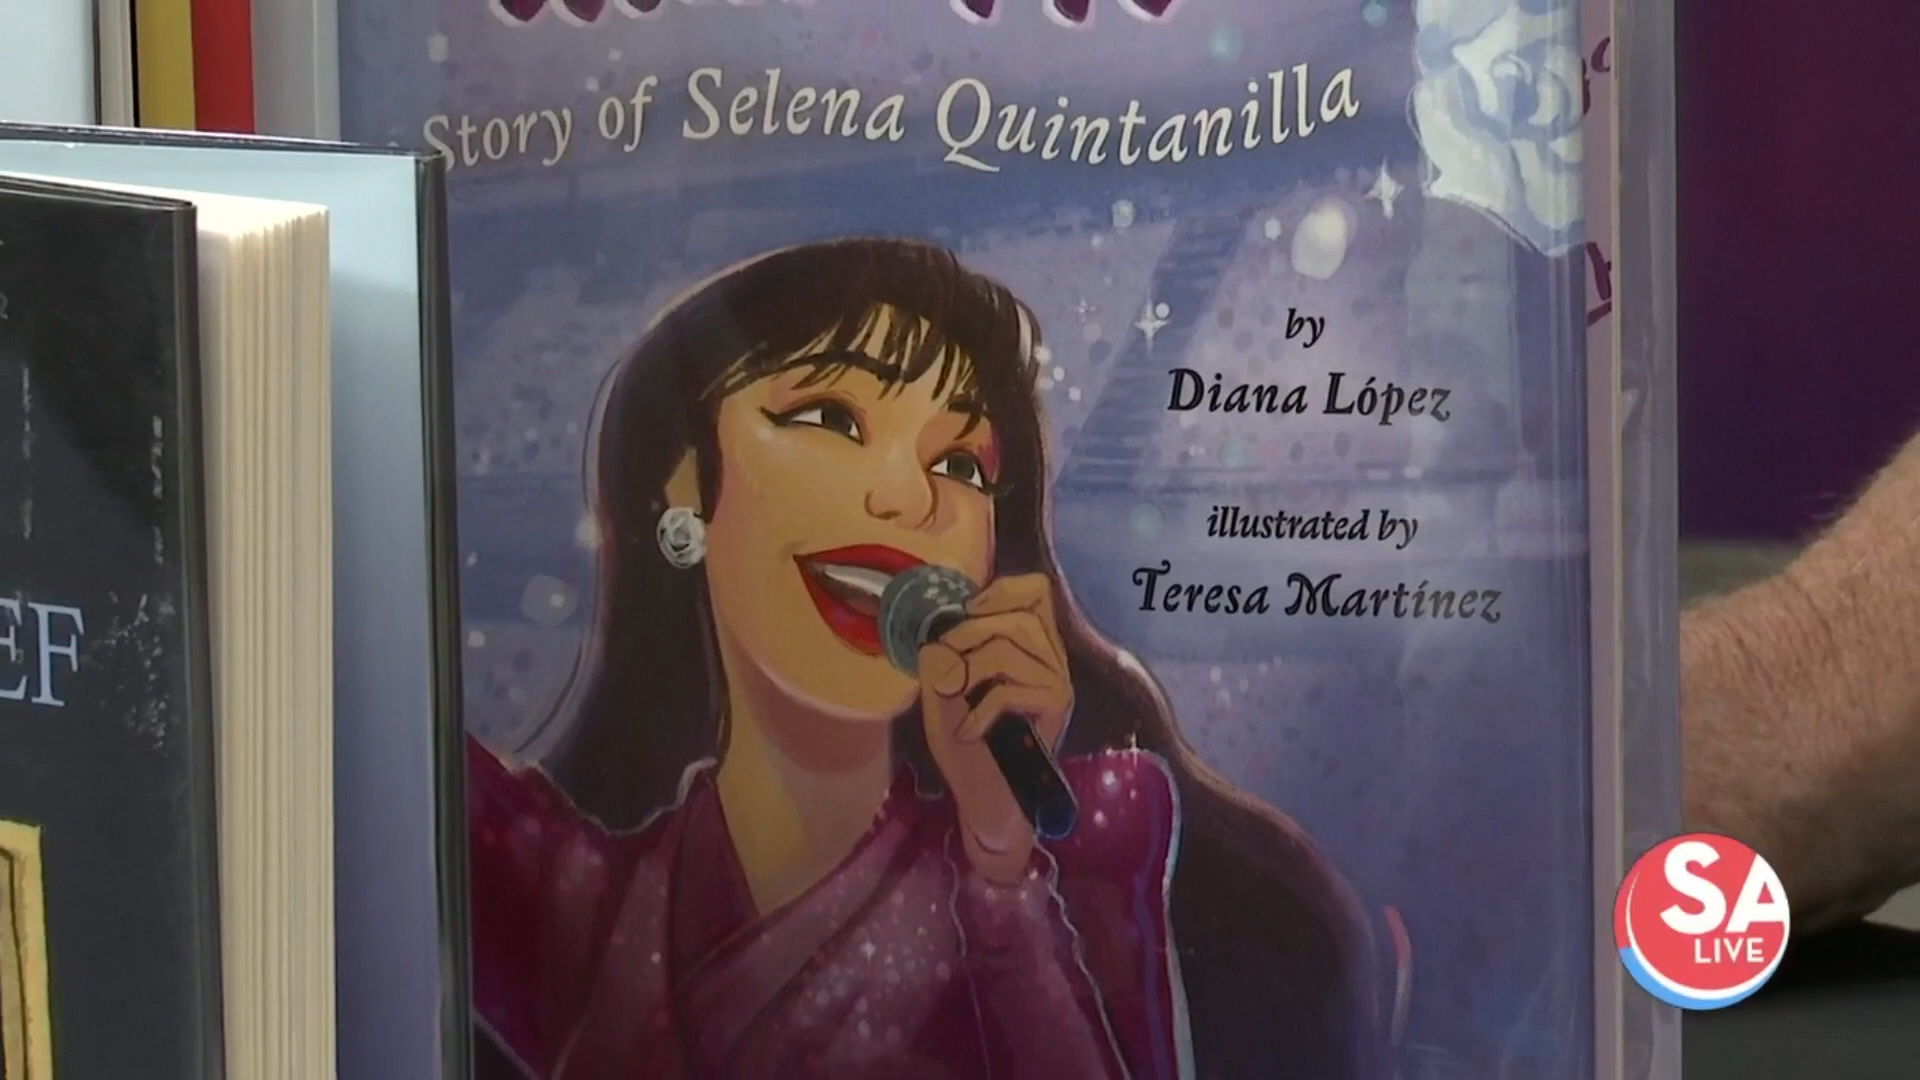 Story of Selena Quintanilla
by
Diana López
illustrated by
Teresa Martínez
EF
SA
LIVE